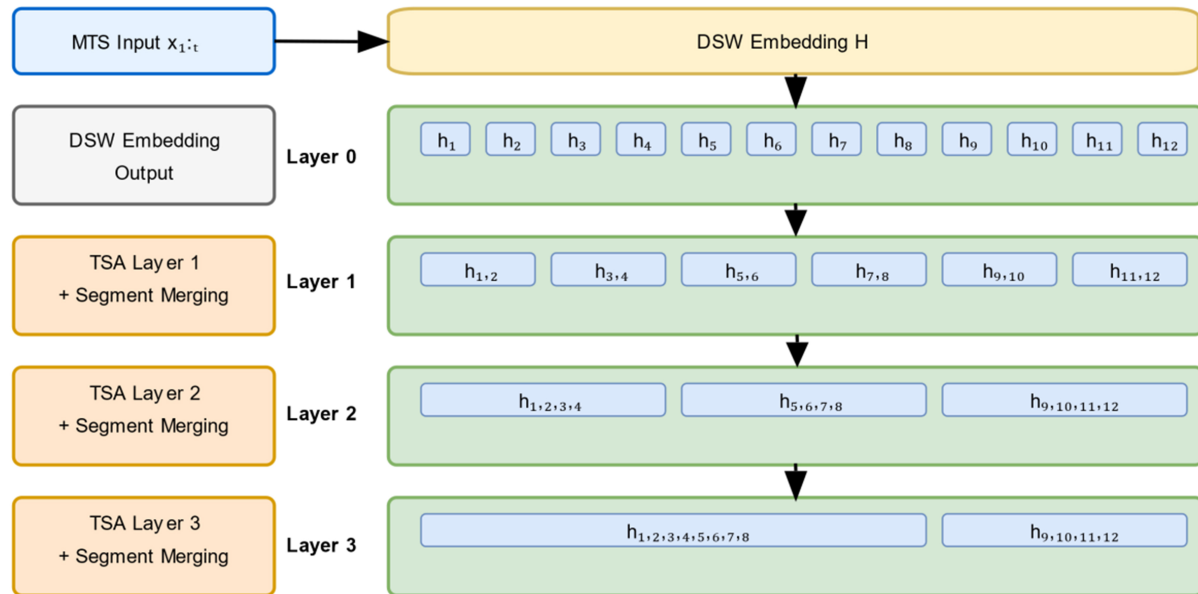 MTS Input x₁:ₜ
DSW Embedding H
DSW Embedding
Output
Layer 0
h₁ h₂ h₃ h₄ h₅ h₆ h₇ h₈ h₉ h₁₀ h₁₁ h₁₂
TSA Layer 1
+ Segment Merging
Layer 1
h₁,₂ h₃,₄ h₅,₆ h₇,₈ h₉,₁₀ h₁₁,₁₂
TSA Layer 2
+ Segment Merging
Layer 2
h₁,₂,₃,₄ h₅,₆,₇,₈ h₉,₁₀,₁₁,₁₂
TSA Layer 3
+ Segment Merging
Layer 3
h₁,₂,₃,₄,₅,₆,₇,₈ h₉,₁₀,₁₁,₁₂